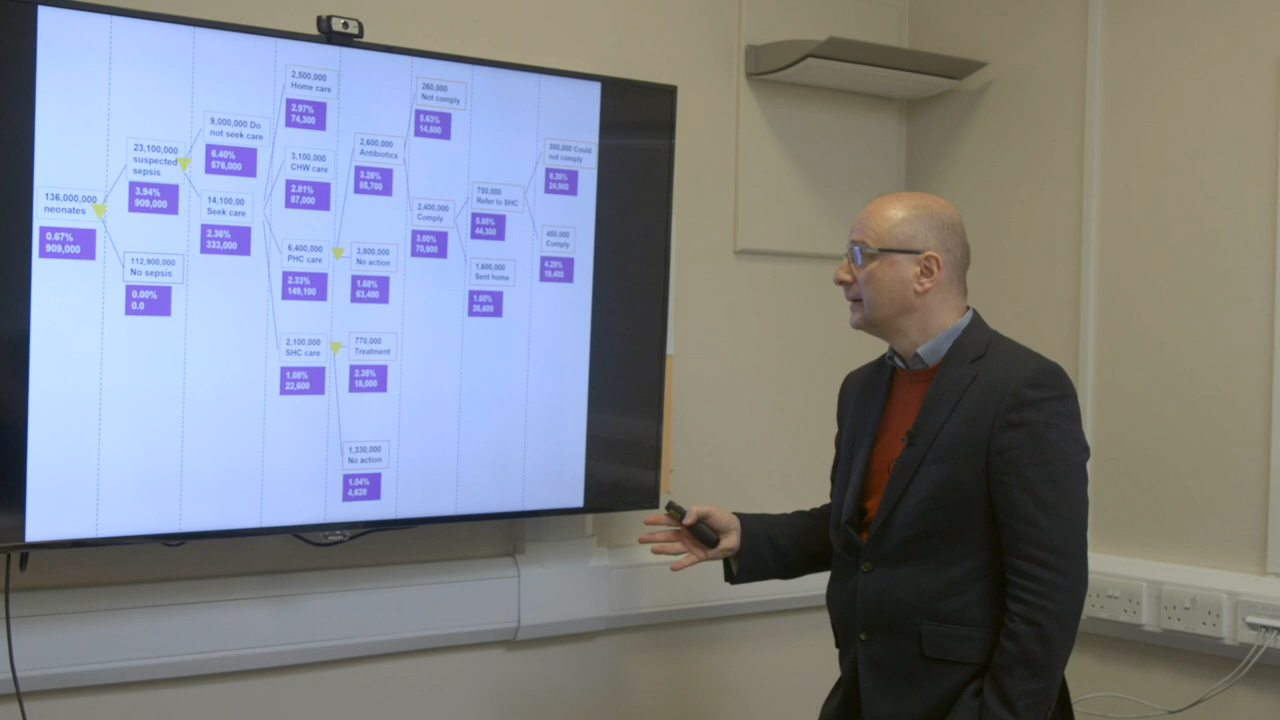 136,000,000
neonates
0.67%
909,000
23,100,000
suspected
sepsis
3.94%
909,000
112,900,000
No sepsis
0.00%
0.0
9,000,000 Do
not seek care
6.40%
576,000
14,100,00
Seek care
2.36%
333,000
2,500,000
Home care
2.97%
74,300
3,100,000
CHW care
2.81%
87,000
6,400,000
PHC care
2.33%
149,100
2,100,000
SHC care
1.08%
22,600
2,600,000
Antibiotics
3.26%
85,700
3,800,000
No action
1.66%
63,400
770,000
Treatment
2.35%
18,000
1,330,000
No action
1.04%
4,620
260,000
Not comply
5.63%
14,800
2,400,000
Comply
3.00%
70,900
750,000
Refer to SHC
5.88%
44,300
1,600,000
Sent home
1.65%
26,600
300,000 Could
not comply
8.26%
24,900
450,000
Comply
4.29%
19,400